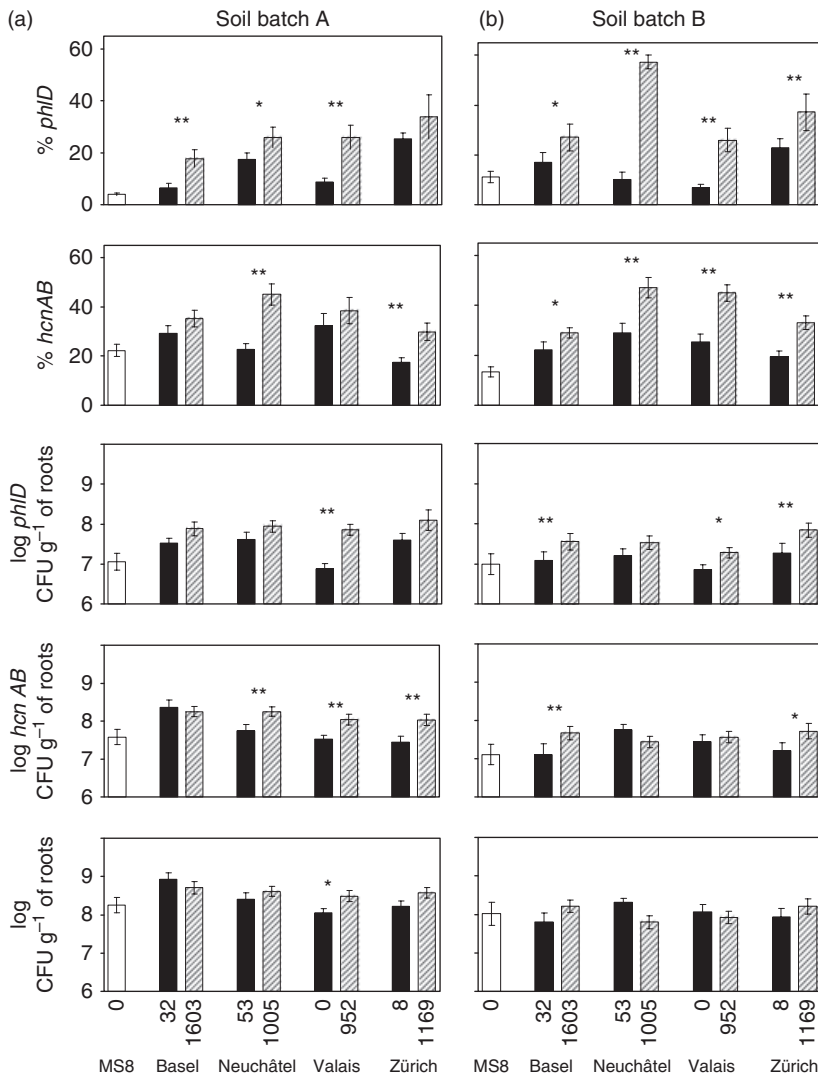 (a) Soil batch A (b) Soil batch B
60
40
20
0
% phlD
** * **
* ** ** **
60
40
20
0
% hcnAB
** **
* ** ** **
9
8
7
6
log phlD
CFU g⁻¹ of roots
**
** * **
9
8
7
6
log hcn AB
CFU g⁻¹ of roots
** ** **
** *
9
8
7
6
log
CFU g⁻¹ of roots
*
0 32 1603 53 1005 0 952 8 1169
0 32 1603 53 1005 0 952 8 1169
MS8 Basel Neuchâtel Valais Zürich
MS8 Basel Neuchâtel Valais Zürich